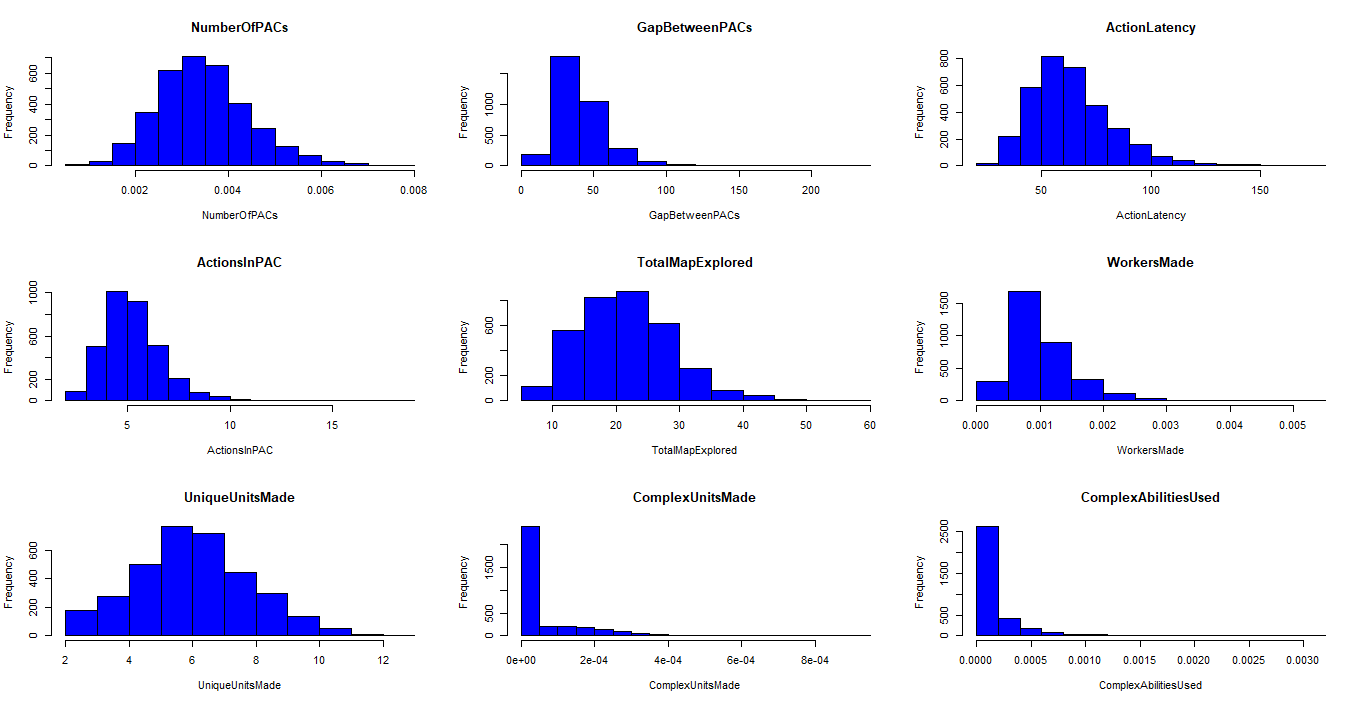 NumberOfPACs
Frequency
0 200 400 600
0.002 0.004 0.006 0.008
NumberOfPACs
GapBetweenPACs
Frequency
0 500 1000
0 50 100 150 200
GapBetweenPACs
ActionLatency
Frequency
0 200 400 600 800
50 100 150
ActionLatency
ActionsInPAC
Frequency
0 200 600 1000
5 10 15
ActionsInPAC
TotalMapExplored
Frequency
0 200 600
10 20 30 40 50 60
TotalMapExplored
WorkersMade
Frequency
0 500 1000 1500
0.000 0.001 0.002 0.003 0.004 0.005
WorkersMade
UniqueUnitsMade
Frequency
0 200 400 600
2 4 6 8 10 12
UniqueUnitsMade
ComplexUnitsMade
Frequency
0 500 1500
0e+00 2e-04 4e-04 6e-04 8e-04
ComplexUnitsMade
ComplexAbilitiesUsed
Frequency
0 500 1500 2500
0.0000 0.0005 0.0010 0.0015 0.0020 0.0025 0.0030
ComplexAbilitiesUsed